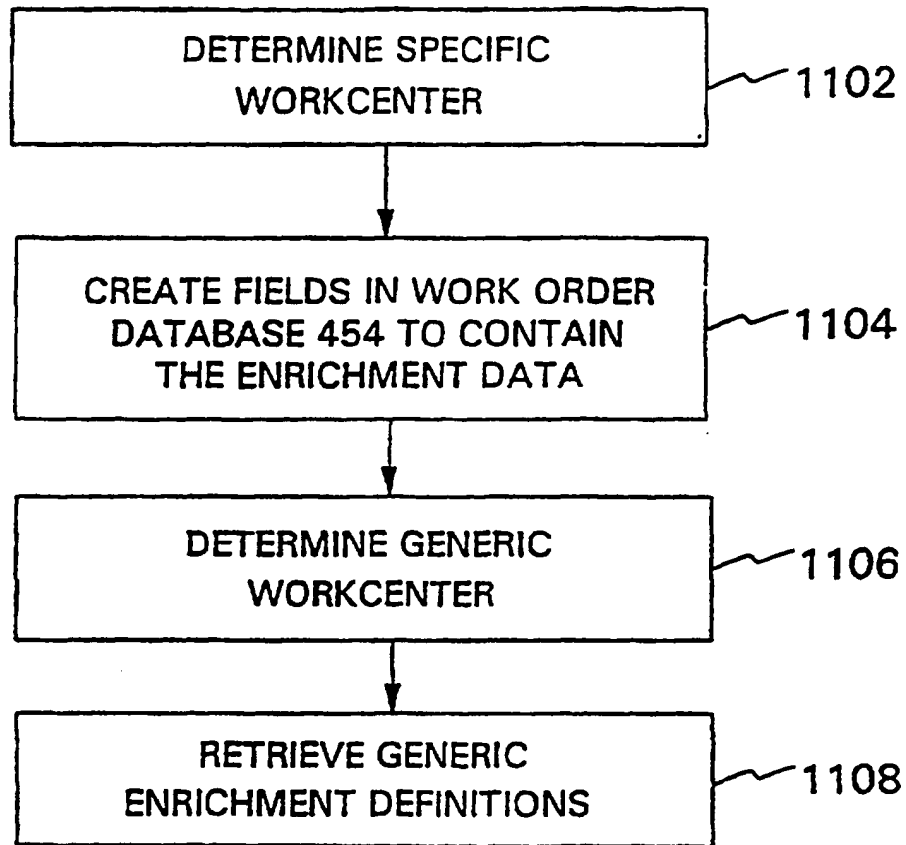 DETERMINE SPECIFIC
WORKCENTER
1102
CREATE FIELDS IN WORK ORDER
DATABASE 454 TO CONTAIN
THE ENRICHMENT DATA
1104
DETERMINE GENERIC
WORKCENTER
1106
RETRIEVE GENERIC
ENRICHMENT DEFINITIONS
1108